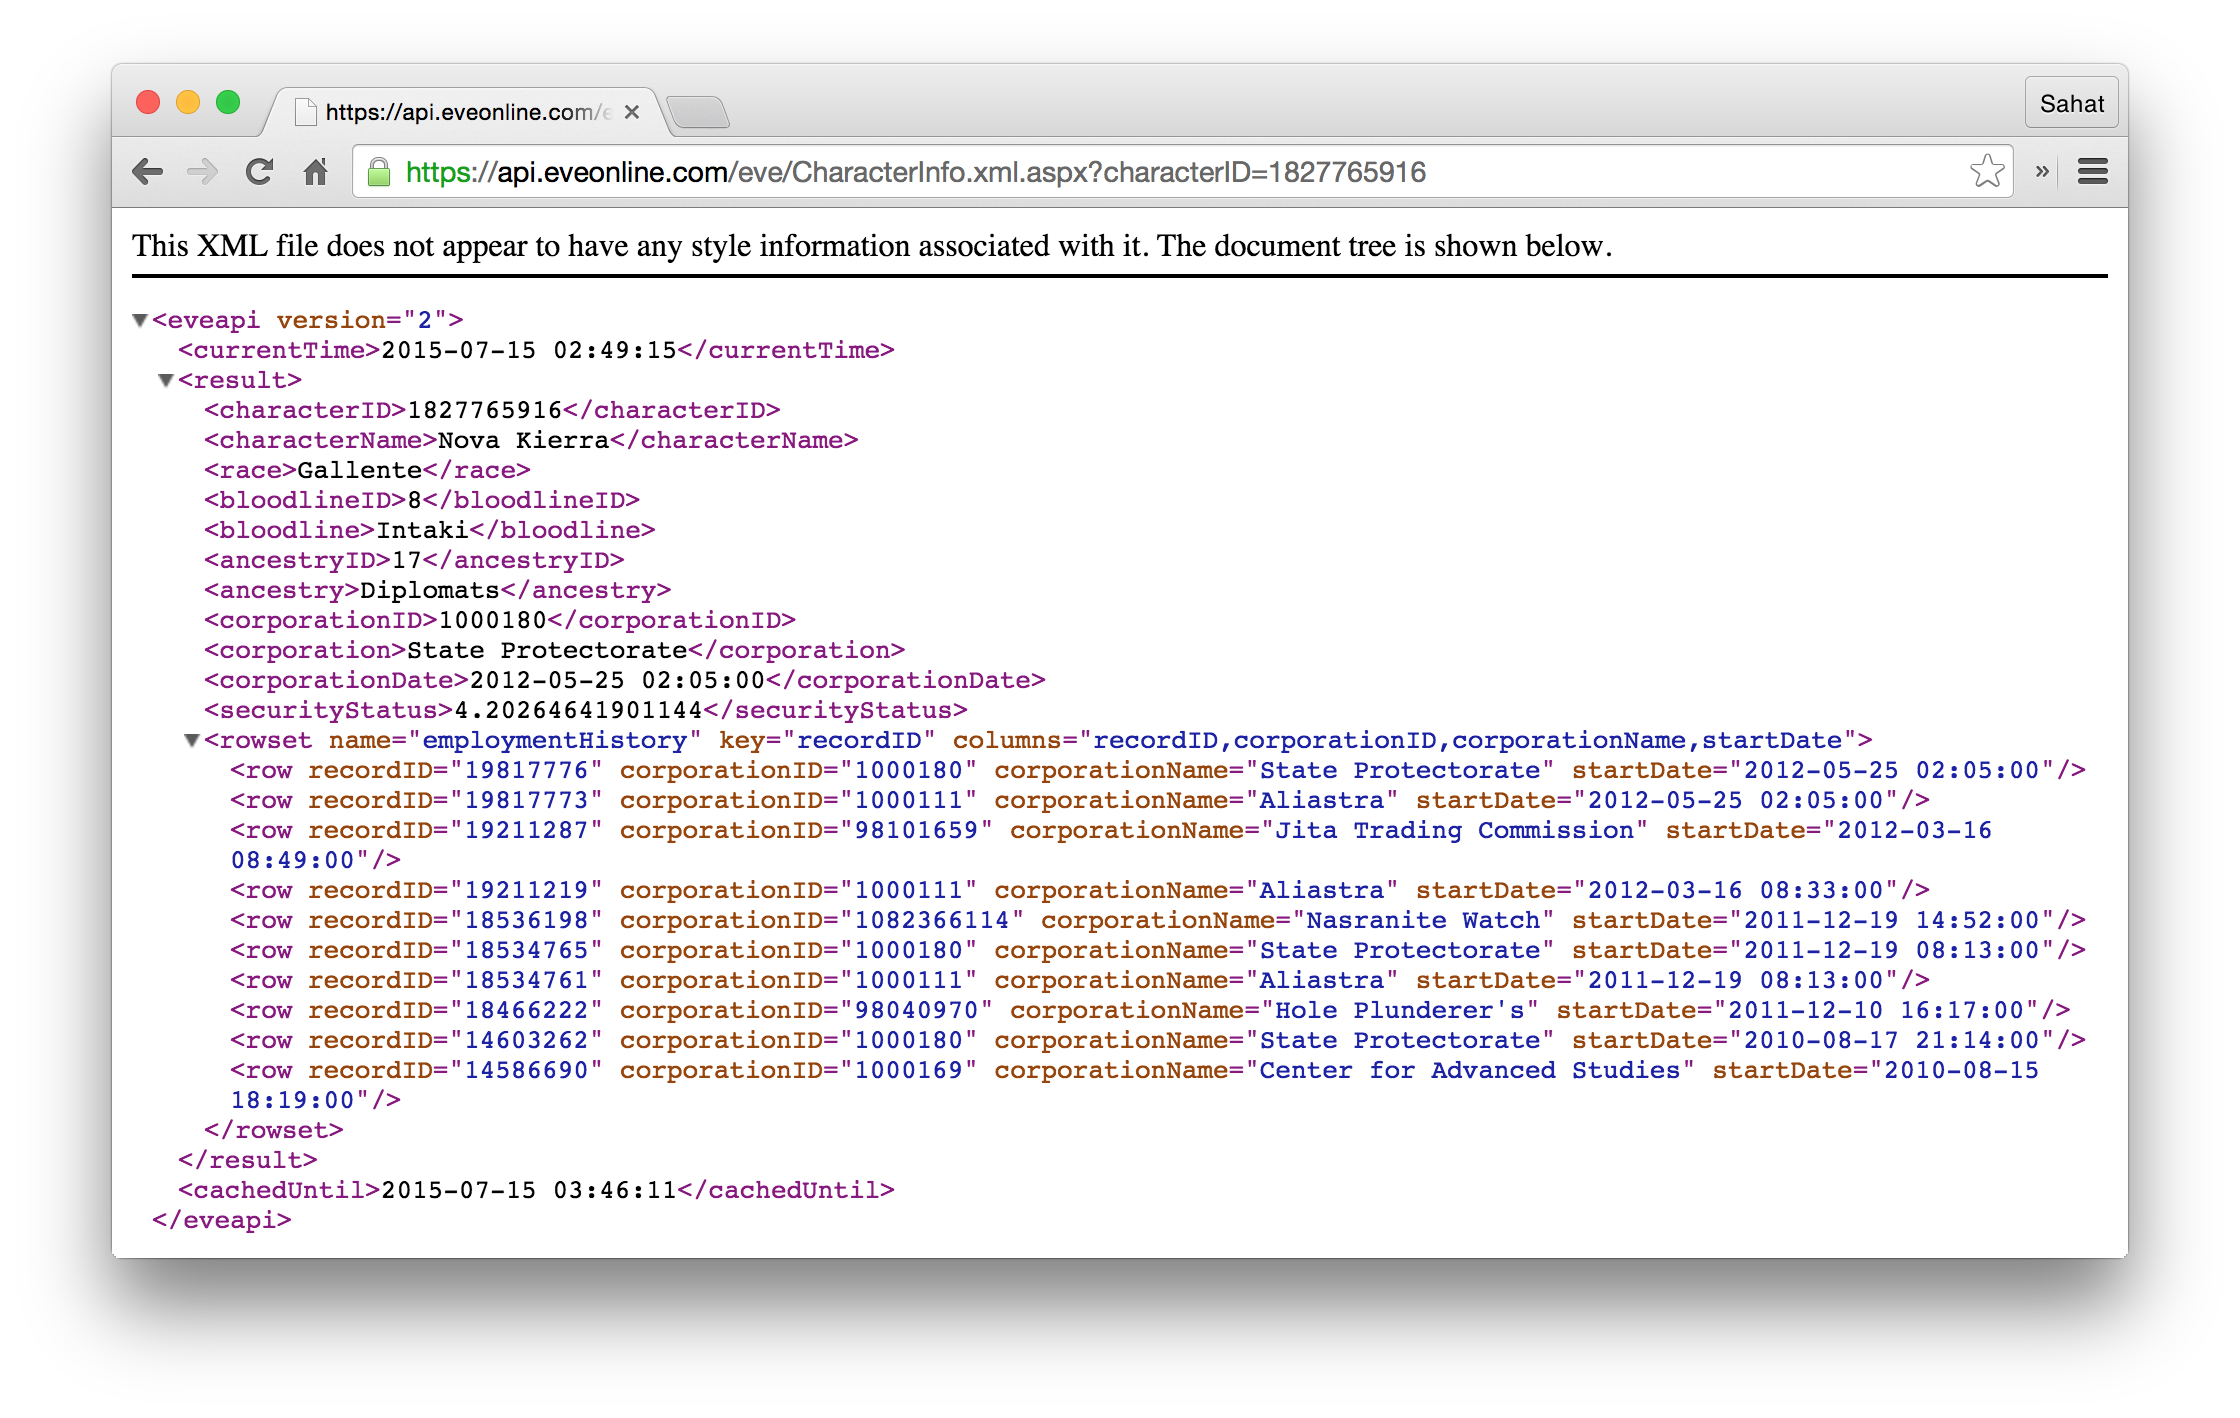 https://api.eveonline.com/e
Sahat
https://api.eveonline.com/eve/CharacterInfo.xml.aspx?characterID=1827765916
This XML file does not appear to have any style information associated with it. The document tree is shown below.
<eveapi version="2">
<currentTime>2015-07-15 02:49:15</currentTime>
<result>
<characterID>1827765916</characterID>
<characterName>Nova Kierra</characterName>
<race>Gallente</race>
<bloodlineID>8</bloodlineID>
<bloodline>Intaki</bloodline>
<ancestryID>17</ancestryID>
<ancestry>Diplomats</ancestry>
<corporationID>1000180</corporationID>
<corporation>State Protectorate</corporation>
<corporationDate>2012-05-25 02:05:00</corporationDate>
<securityStatus>4.20264641901144</securityStatus>
<rowset name="employmentHistory" key="recordID" columns="recordID,corporationID,corporationName,startDate">
<row recordID="19817776" corporationID="1000180" corporationName="State Protectorate" startDate="2012-05-25 02:05:00"/>
<row recordID="19817773" corporationID="1000111" corporationName="Aliastra" startDate="2012-05-25 02:05:00"/>
<row recordID="19211287" corporationID="98101659" corporationName="Jita Trading Commission" startDate="2012-03-16
08:49:00"/>
<row recordID="19211219" corporationID="1000111" corporationName="Aliastra" startDate="2012-03-16 08:33:00"/>
<row recordID="18536198" corporationID="1082366114" corporationName="Nasranite Watch" startDate="2011-12-19 14:52:00"/>
<row recordID="18534765" corporationID="1000180" corporationName="State Protectorate" startDate="2011-12-19 08:13:00"/>
<row recordID="18534761" corporationID="1000111" corporationName="Aliastra" startDate="2011-12-19 08:13:00"/>
<row recordID="18466222" corporationID="98040970" corporationName="Hole Plunderer's" startDate="2011-12-10 16:17:00"/>
<row recordID="14603262" corporationID="1000180" corporationName="State Protectorate" startDate="2010-08-17 21:14:00"/>
<row recordID="14586690" corporationID="1000169" corporationName="Center for Advanced Studies" startDate="2010-08-15
18:19:00"/>
</rowset>
</result>
<cachedUntil>2015-07-15 03:46:11</cachedUntil>
</eveapi>